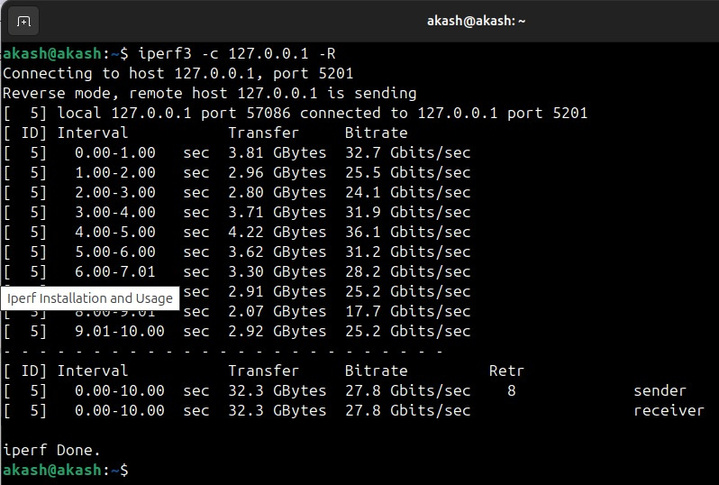 akash@akash: ~
akash@akash:~$ iperf3 -c 127.0.0.1 -R
Connecting to host 127.0.0.1, port 5201
Reverse mode, remote host 127.0.0.1 is sending
[  5] local 127.0.0.1 port 57086 connected to 127.0.0.1 port 5201
[ ID] Interval           Transfer     Bitrate
[  5]   0.00-1.00   sec  3.81 GBytes  32.7 Gbits/sec
[  5]   1.00-2.00   sec  2.96 GBytes  25.5 Gbits/sec
[  5]   2.00-3.00   sec  2.80 GBytes  24.1 Gbits/sec
[  5]   3.00-4.00   sec  3.71 GBytes  31.9 Gbits/sec
[  5]   4.00-5.00   sec  4.22 GBytes  36.1 Gbits/sec
[  5]   5.00-6.00   sec  3.62 GBytes  31.2 Gbits/sec
[  5]   6.00-7.01   sec  3.30 GBytes  28.2 Gbits/sec
sec  2.91 GBytes  25.2 Gbits/sec
Iperf Installation and Usage
[  5]   8.00-9.01   sec  2.07 GBytes  17.7 Gbits/sec
[  5]   9.01-10.00  sec  2.92 GBytes  25.2 Gbits/sec
- - - - - - - - - - - - - - - - - - - - - - - - -
[ ID] Interval           Transfer     Bitrate         Retr
[  5]   0.00-10.00  sec  32.3 GBytes  27.8 Gbits/sec    8             sender
[  5]   0.00-10.00  sec  32.3 GBytes  27.8 Gbits/sec                  receiver
iperf Done.
akash@akash:~$